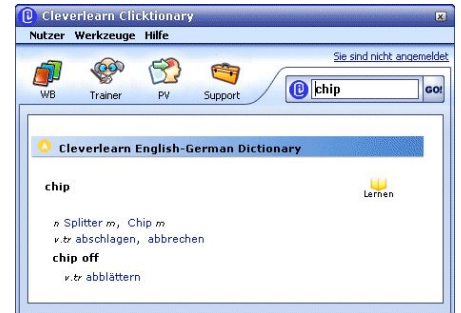 Cleverlearn Clicktionary
Nutzer Werkzeuge Hilfe
Sie sind nicht angemeldet
WB Trainer PV Support
chip GO!
Cleverlearn English-German Dictionary
chip
Lernen
n Splitter m, Chip m
v.tr abschlagen, abbrechen
chip off
v.tr abblättern